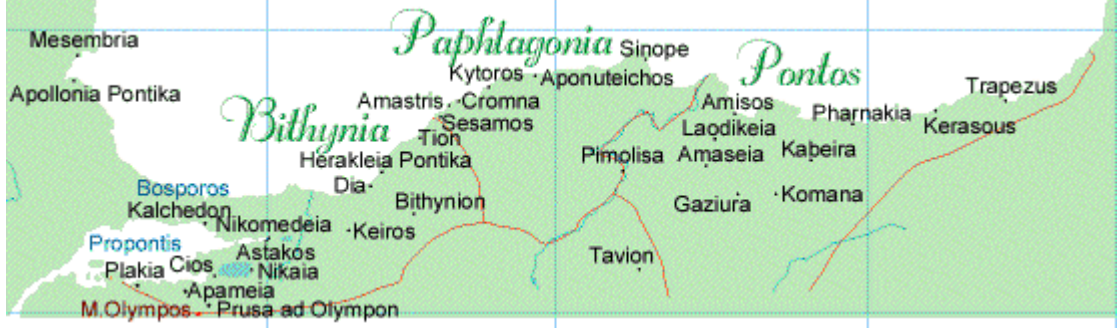 Paphlagonia
Mesembria
Sinope
Pontos
Kytoros
Aponuteichos
Trapezus
Apollonia Pontika
Amastris
Cromna
Amisos
Pharnakia
Bithynia
Sesamos
Laodikeia
Kerasous
Tion
Herakleia Pontika
Pimolisa
Amaseia
Kabeira
Bosporos
Dia
Kalchedon
Bithynion
Gaziura
Komana
Nikomedeia
Keiros
Propontis
Astakos
Tavion
Plakia
Cios
Nikaia
Apameia
M.Olympos
Prusa ad Olympon